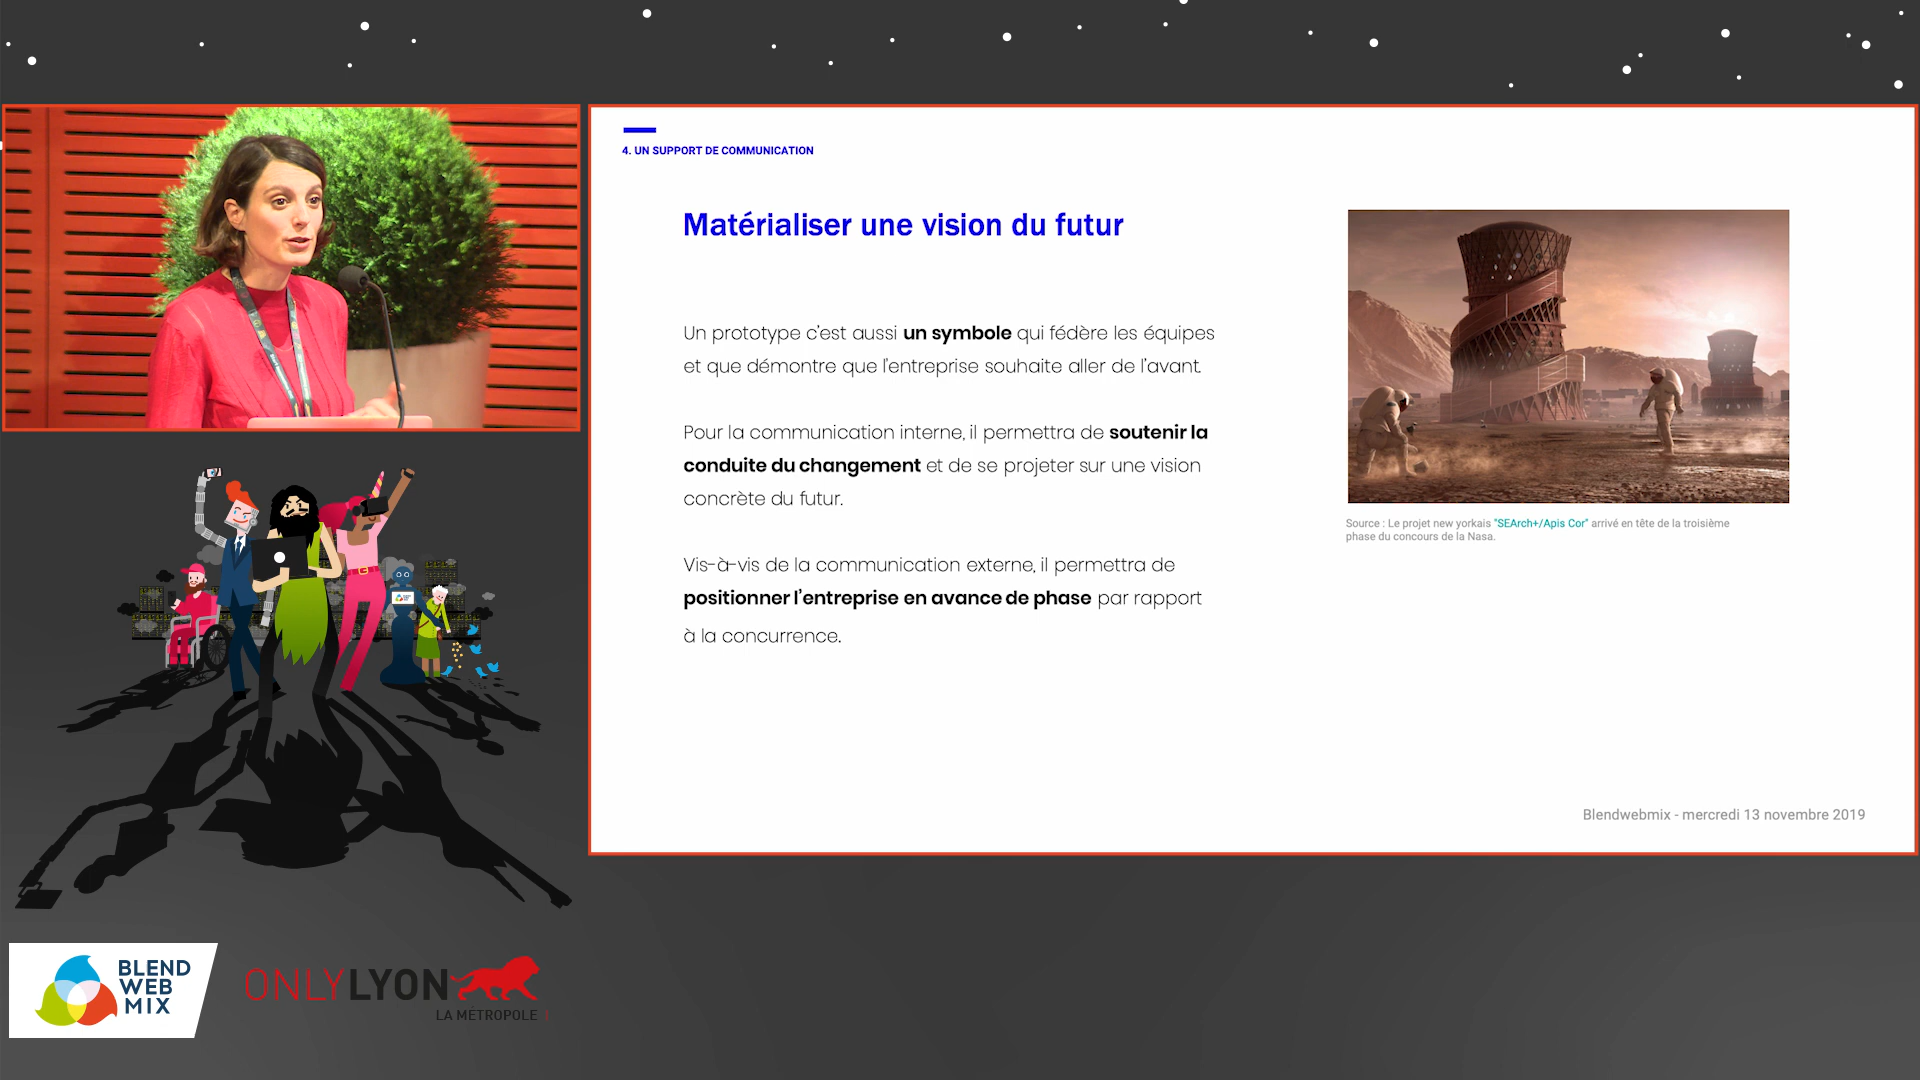 4. UN SUPPORT DE COMMUNICATION
Matérialiser une vision du futur
Un prototype c'est aussi un symbole qui fédère les équipes
et que démontre que l'entreprise souhaite aller de l'avant.
Pour la communication interne, il permettra de soutenir la
conduite du changement et de se projeter sur une vision
concrète du futur.
Vis-à-vis de la communication externe, il permettra de
positionner l'entreprise en avance de phase par rapport
à la concurrence.
Source : Le projet new yorkais "SEArch+/Apis Cor" arrivé en tête de la troisième
phase du concours de la Nasa.
Blendwebmix - mercredi 13 novembre 2019
BLEND
WEB
MIX
ONLYLYON
LA MÉTROPOLE